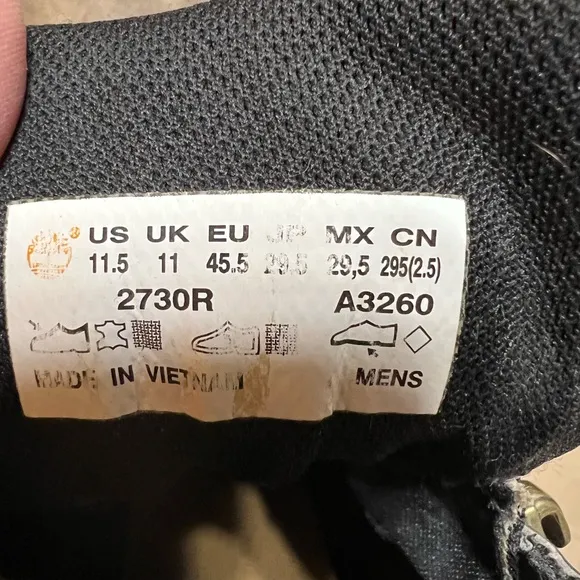 ® US UK EU JP MX CN
11.5 11 45.5 29.5 29,5 295(2.5)
2730R A3260
MADE IN VIETNAM MENS